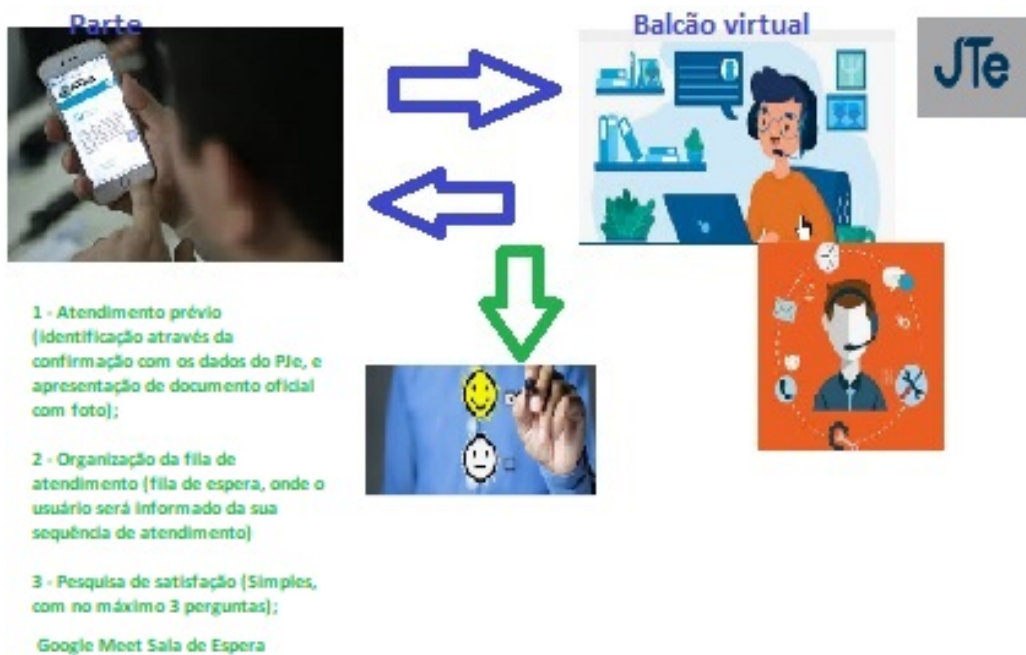 Parte
Balcão virtual
JTe
1 - Atendimento prévio
(identificação através da
confirmação com os dados do PJe, e
apresentação de documento oficial
com foto);
2 - Organização da fila de
atendimento (fila de espera, onde o
usuário será informado da sua
sequência de atendimento)
3 - Pesquisa de satisfação (Simples,
com no máximo 3 perguntas);
Google Meet Sala de Espera